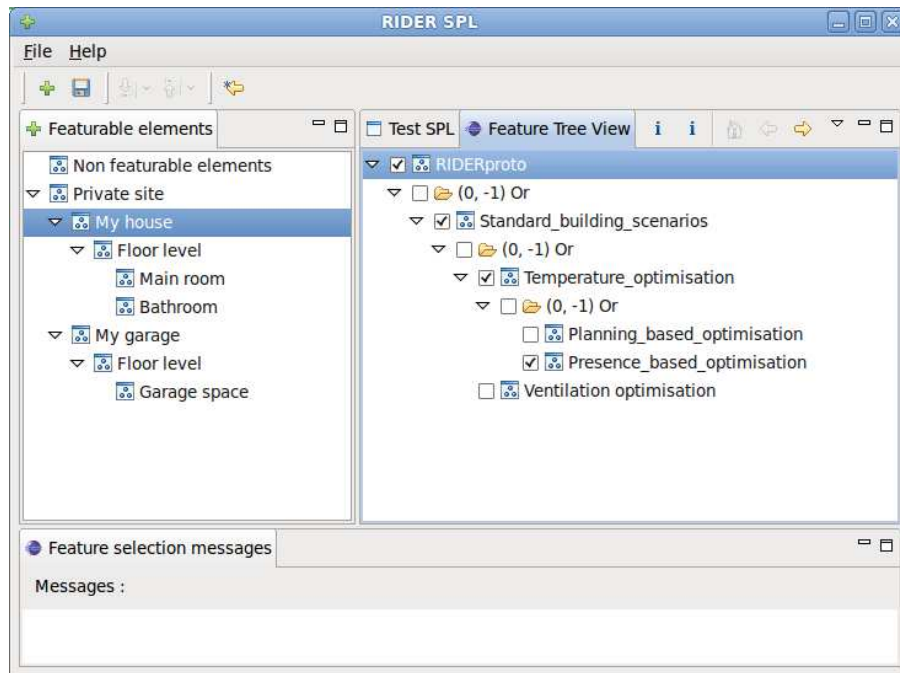 RIDER SPL
File Help
Featurable elements
Non featurable elements
Private site
My house
Floor level
Main room
Bathroom
My garage
Floor level
Garage space
Test SPL Feature Tree View i i
RIDERproto
(0, -1) Or
Standard_building_scenarios
(0, -1) Or
Temperature_optimisation
(0, -1) Or
Planning_based_optimisation
Presence_based_optimisation
Ventilation optimisation
Feature selection messages
Messages :